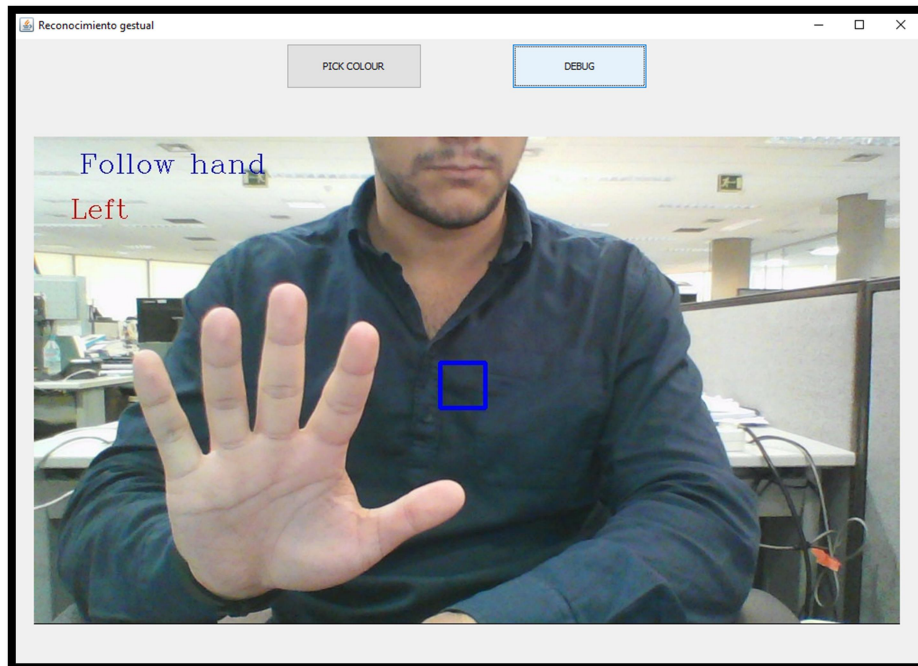 Reconocimiento gestual
PICK COLOUR
DEBUG
Follow hand
Left